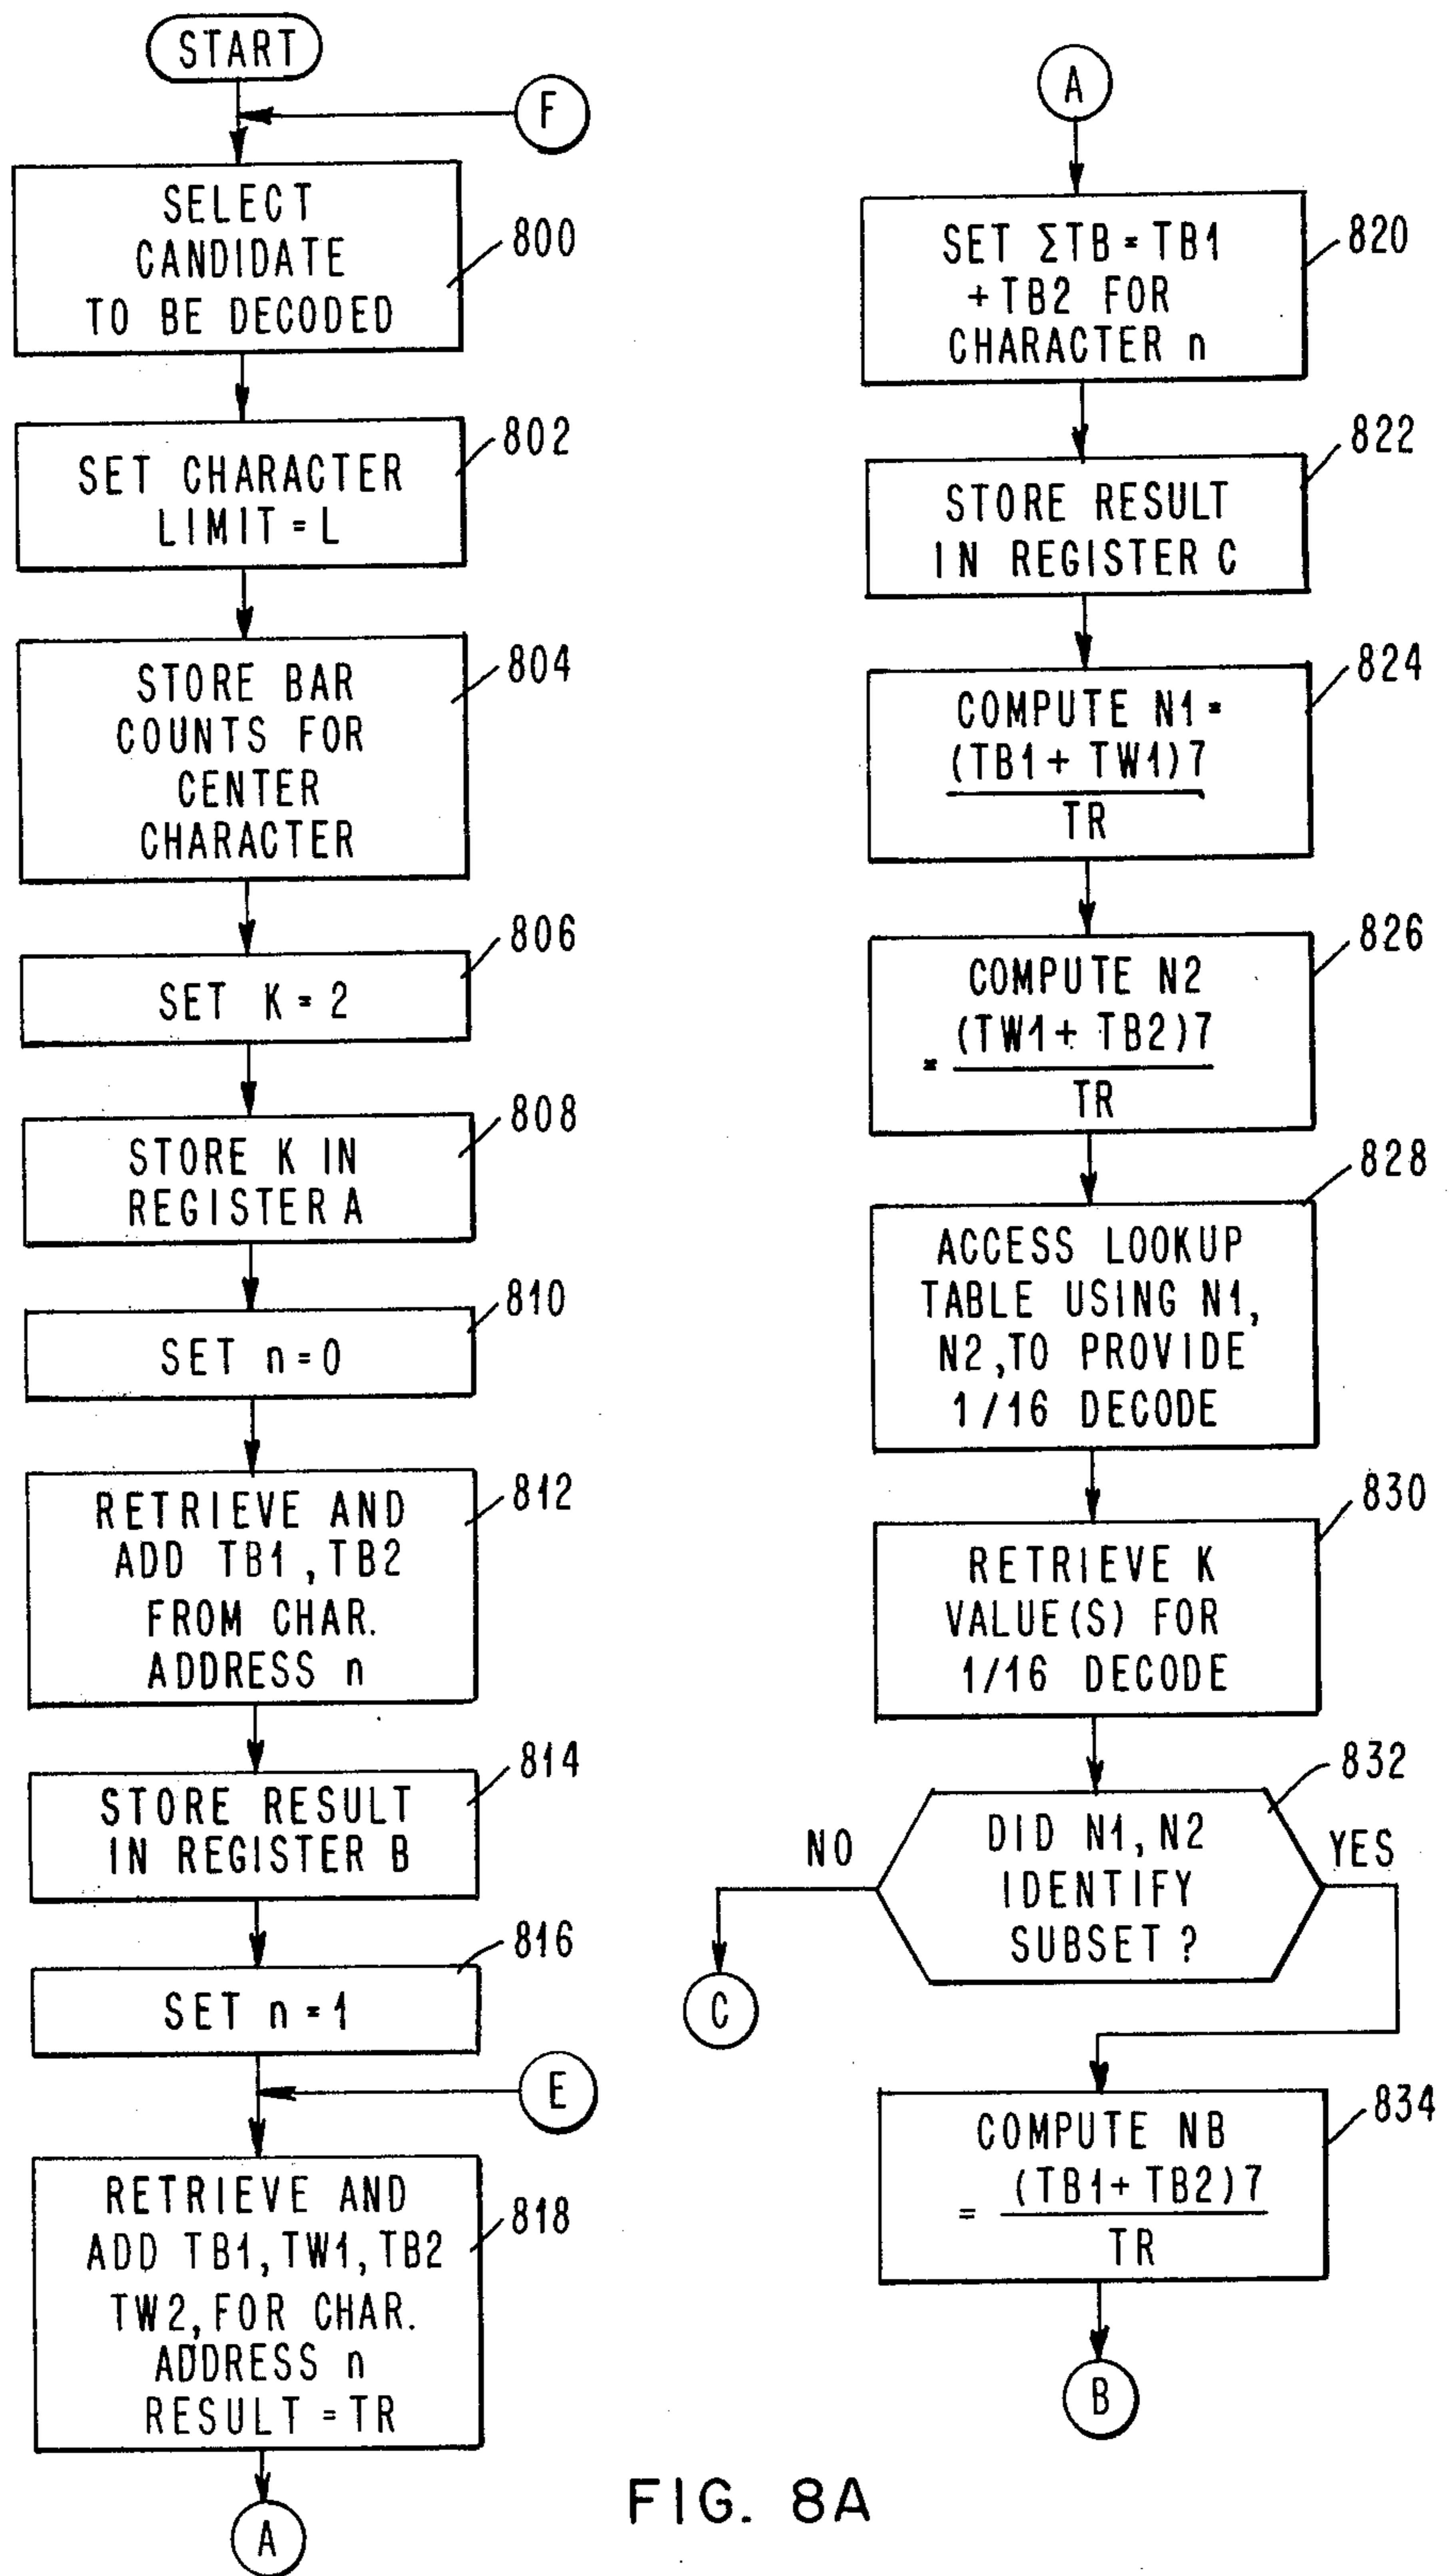 START
F
SELECT
CANDIDATE
TO BE DECODED
800
SET CHARACTER
LIMIT = L
802
STORE BAR
COUNTS FOR
CENTER
CHARACTER
804
SET K = 2
806
STORE K IN
REGISTER A
808
SET n = 0
810
RETRIEVE AND
ADD TB1, TB2
FROM CHAR.
ADDRESS n
812
STORE RESULT
IN REGISTER B
814
SET n = 1
816
E
RETRIEVE AND
ADD TB1, TW1, TB2
TW2, FOR CHAR.
ADDRESS n
RESULT = TR
818
A
A
SET ΣTB = TB1
+ TB2 FOR
CHARACTER n
820
STORE RESULT
IN REGISTER C
822
COMPUTE N1 =
(TB1 + TW1)7
TR
824
COMPUTE N2
= (TW1 + TB2)7
TR
826
ACCESS LOOKUP
TABLE USING N1,
N2, TO PROVIDE
1/16 DECODE
828
RETRIEVE K
VALUE(S) FOR
1/16 DECODE
830
DID N1, N2
IDENTIFY
SUBSET ?
832
NO
YES
C
COMPUTE NB
= (TB1 + TB2)7
TR
834
B
FIG. 8A